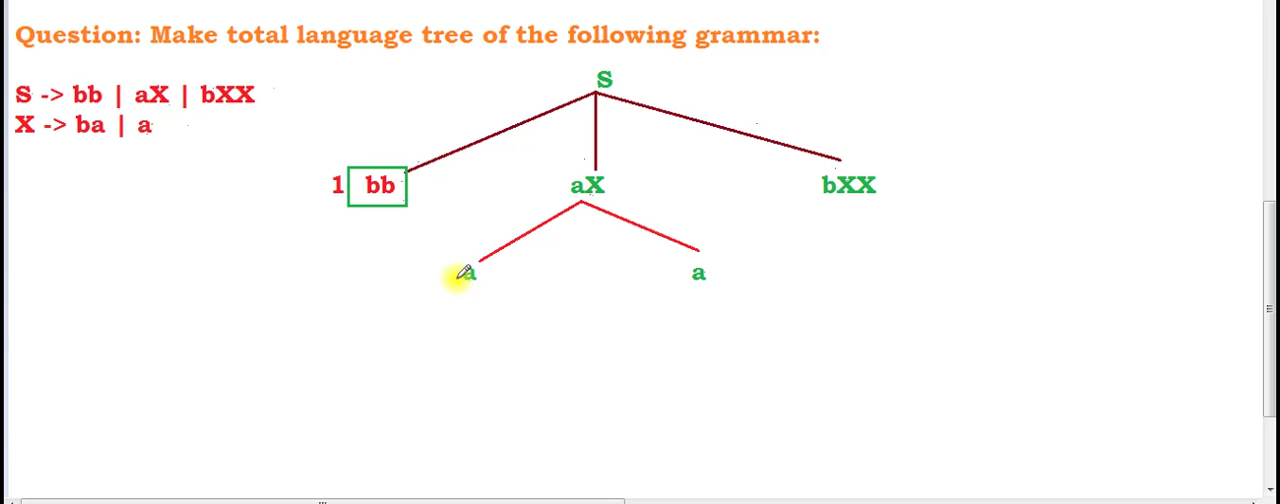 Question: Make total language tree of the following grammar:
S
S -> bb | aX | bXX
X -> ba | a
1 bb aX bXX
a a